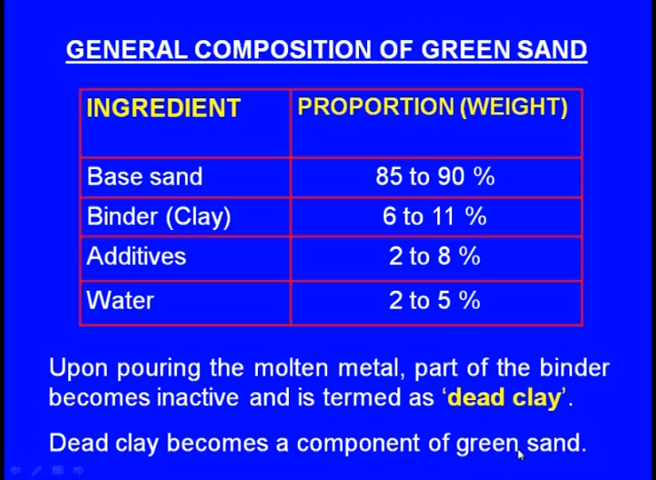 GENERAL COMPOSITION OF GREEN SAND
INGREDIENT PROPORTION (WEIGHT)
Base sand 85 to 90 %
Binder (Clay) 6 to 11 %
Additives 2 to 8 %
Water 2 to 5 %
Upon pouring the molten metal, part of the binder
becomes inactive and is termed as ‘dead clay’.
Dead clay becomes a component of green sand.